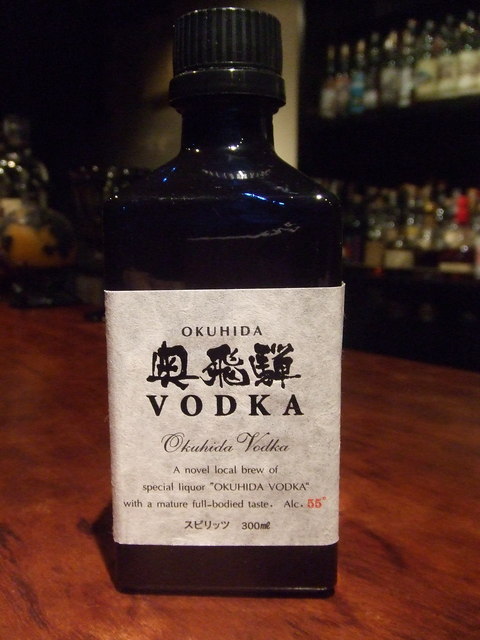 OKUHIDA
奥飛騨
VODKA
Okuhida Vodka
A novel local brew of
special liquor "OKUHIDA VODKA"
with a mature full-bodied taste. Alc. 55°
スピリッツ 300㎖